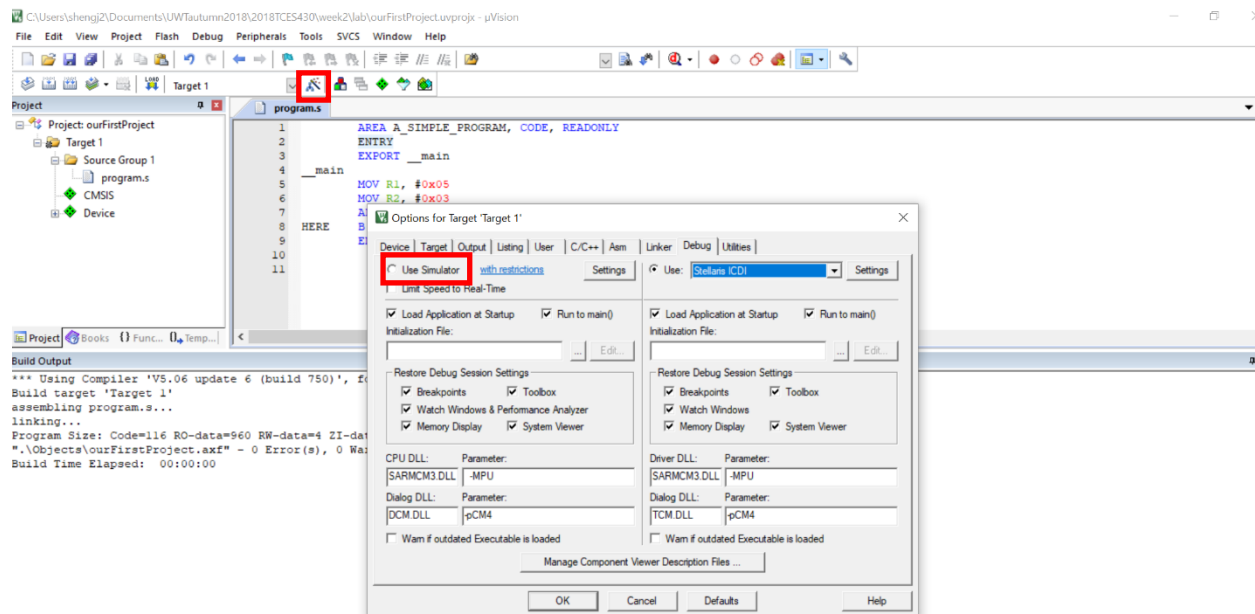 C:\Users\shengj2\Documents\UWTautumn2018\2018TCES430\week2\lab\ourFirstProject.uvprojx - µVision
File Edit View Project Flash Debug Peripherals Tools SVCS Window Help
LOAD Target 1
Project
program.s
Project: ourFirstProject
Target 1
Source Group 1
program.s
CMSIS
Device
1 AREA A_SIMPLE_PROGRAM, CODE, READONLY
2 ENTRY
3 EXPORT __main
4 __main
5 MOV R1, #0x05
6 MOV R2, #0x03
7
8 HERE B
9
10
11
Options for Target 'Target 1'
Device Target Output Listing User C/C++ Asm Linker Debug Utilities
Use Simulator with restrictions Settings Use: Stellaris ICDI Settings
Limit Speed to Real-Time
Load Application at Startup Run to main() Load Application at Startup Run to main()
Initialization File: Initialization File:
... Edit... ... Edit...
Restore Debug Session Settings Restore Debug Session Settings
Breakpoints Toolbox Breakpoints Toolbox
Watch Windows & Performance Analyzer Watch Windows
Memory Display System Viewer Memory Display System Viewer
CPU DLL: Parameter: Driver DLL: Parameter:
SARMCM3.DLL -MPU SARMCM3.DLL -MPU
Dialog DLL: Parameter: Dialog DLL: Parameter:
DCM.DLL -pCM4 TCM.DLL -pCM4
Warn if outdated Executable is loaded Warn if outdated Executable is loaded
Manage Component Viewer Description Files ...
OK Cancel Defaults Help
Project Books {} Func... Temp...
Build Output
*** Using Compiler 'V5.06 update 6 (build 750)', fo
Build target 'Target 1'
assembling program.s...
linking...
Program Size: Code=116 RO-data=960 RW-data=4 ZI-dat
".\Objects\ourFirstProject.axf" - 0 Error(s), 0 Wa
Build Time Elapsed: 00:00:00